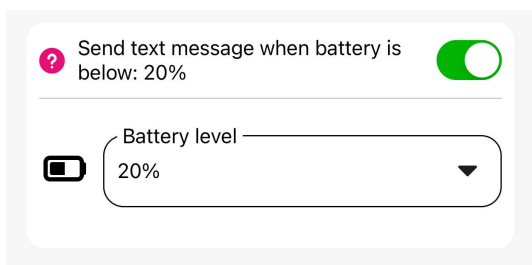 Send text message when battery is
below: 20%
Battery level
20%